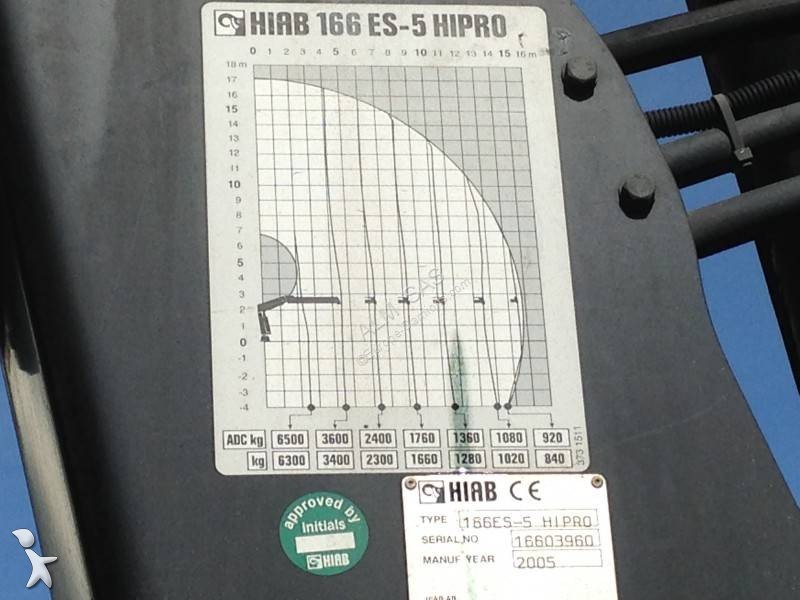 HIAB 166 ES-5 HIPRO
0 1 2 3 4 5 6 7 8 9 10 11 12 13 14 15 16 m
18 m
17
16
15
14
13
12
11
10
9
8
7
6
5
4
3
2
1
0
-1
-2
-3
-4
ALM SAS
ADC kg 6500 3600 2400 1760 1360 1080 920
kg 6300 3400 2300 1660 1280 1020 840
373 1511
approved by
Initials
HIAB
HIAB CE
TYPE 166ES-5 HIPRO
SERIAL NO 16603960
MANUF YEAR 2005